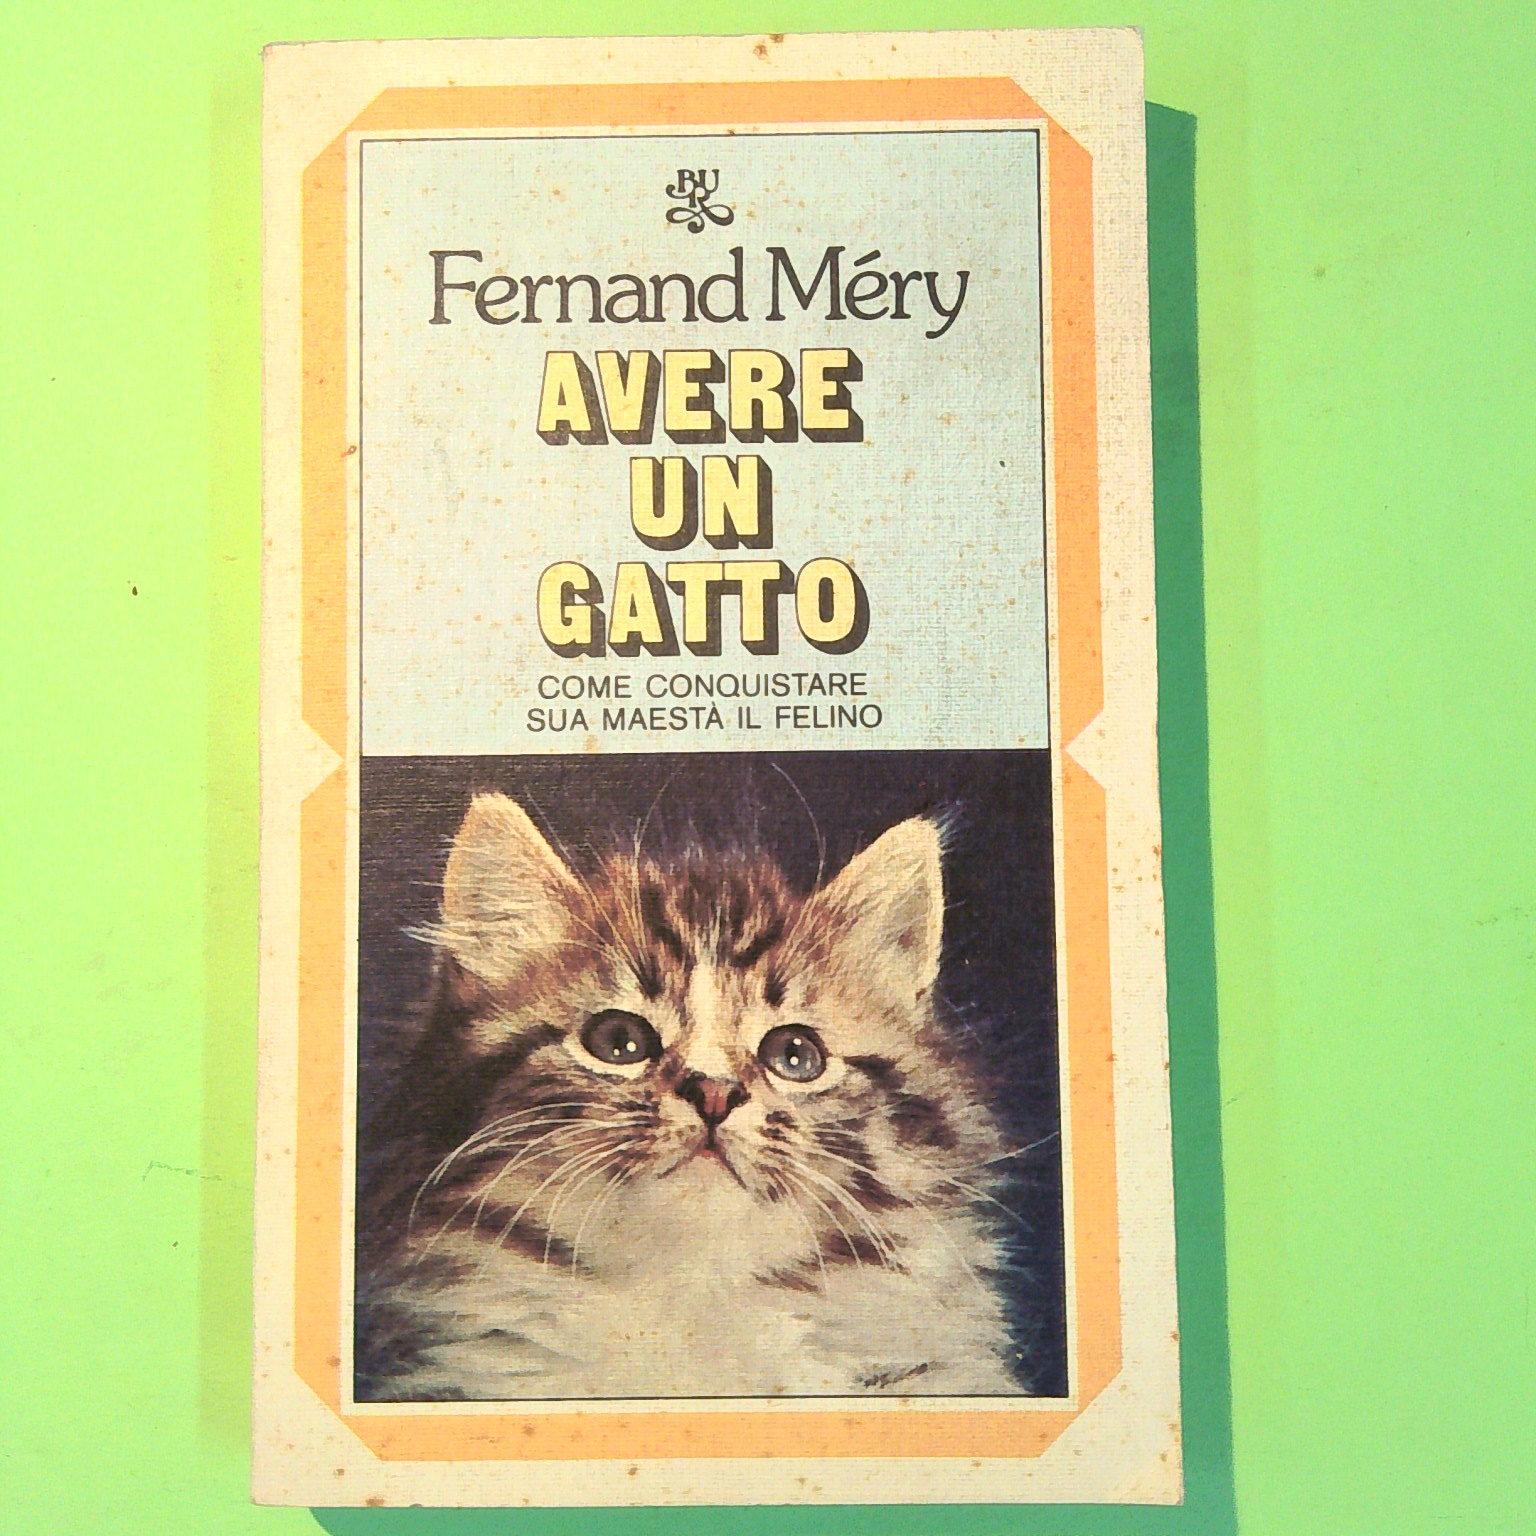 BUR
Fernand Méry
AVERE
UN
GATTO
COME CONQUISTARE
SUA MAESTÀ IL FELINO